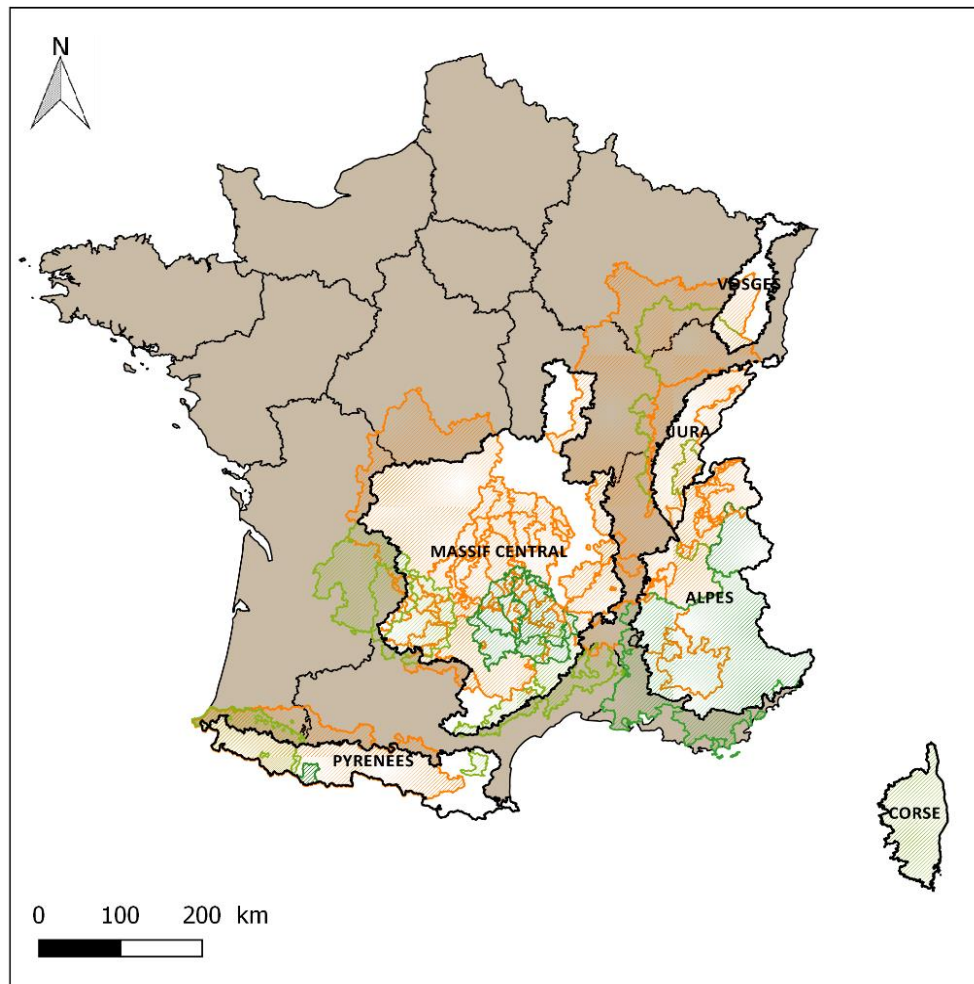 N
VOSGES
JURA
MASSIF CENTRAL
ALPES
PYRENEES
CORSE
0 100 200 km